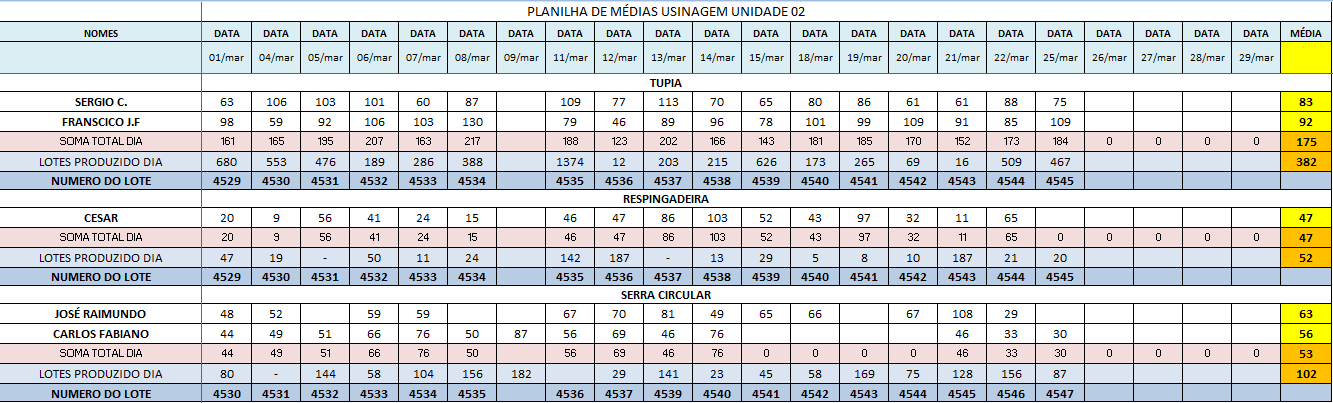 PLANILHA DE MÉDIAS USINAGEM UNIDADE 02
NOMES DATA DATA DATA DATA DATA DATA DATA DATA DATA DATA DATA DATA DATA DATA DATA DATA DATA DATA DATA DATA DATA DATA MÉDIA
01/mar 04/mar 05/mar 06/mar 07/mar 08/mar 09/mar 11/mar 12/mar 13/mar 14/mar 15/mar 18/mar 19/mar 20/mar 21/mar 22/mar 25/mar 26/mar 27/mar 28/mar 29/mar
TUPIA
SERGIO C. 63 106 103 101 60 87 109 77 113 70 65 80 86 61 61 88 75 83
FRANSCICO J.F 98 59 92 106 103 130 79 46 89 96 78 101 99 109 91 85 109 92
SOMA TOTAL DIA 161 165 195 207 163 217 188 123 202 166 143 181 185 170 152 173 184 0 0 0 0 175
LOTES PRODUZIDO DIA 680 553 476 189 286 388 1374 12 203 215 626 173 265 69 16 509 467 382
NUMERO DO LOTE 4529 4530 4531 4532 4533 4534 4535 4536 4537 4538 4539 4540 4541 4542 4543 4544 4545
RESPINGADEIRA
CESAR 20 9 56 41 24 15 46 47 86 103 52 43 97 32 11 65 47
SOMA TOTAL DIA 20 9 56 41 24 15 46 47 86 103 52 43 97 32 11 65 0 0 0 0 0 47
LOTES PRODUZIDO DIA 47 19 - 50 11 24 142 187 - 13 29 5 8 10 187 21 20 52
NUMERO DO LOTE 4529 4530 4531 4532 4533 4534 4535 4536 4537 4538 4539 4540 4541 4542 4543 4544 4545
SERRA CIRCULAR
JOSÉ RAIMUNDO 48 52 59 59 67 70 81 49 65 66 67 108 29 63
CARLOS FABIANO 44 49 51 66 76 50 87 56 69 46 76 46 33 30 56
SOMA TOTAL DIA 44 49 51 66 76 50 56 69 46 76 0 0 0 0 46 33 30 0 0 0 0 53
LOTES PRODUZIDO DIA 80 - 144 58 104 156 182 29 141 23 45 58 169 75 128 156 87 102
NUMERO DO LOTE 4530 4531 4532 4533 4534 4535 4536 4537 4539 4540 4541 4542 4543 4544 4545 4546 4547